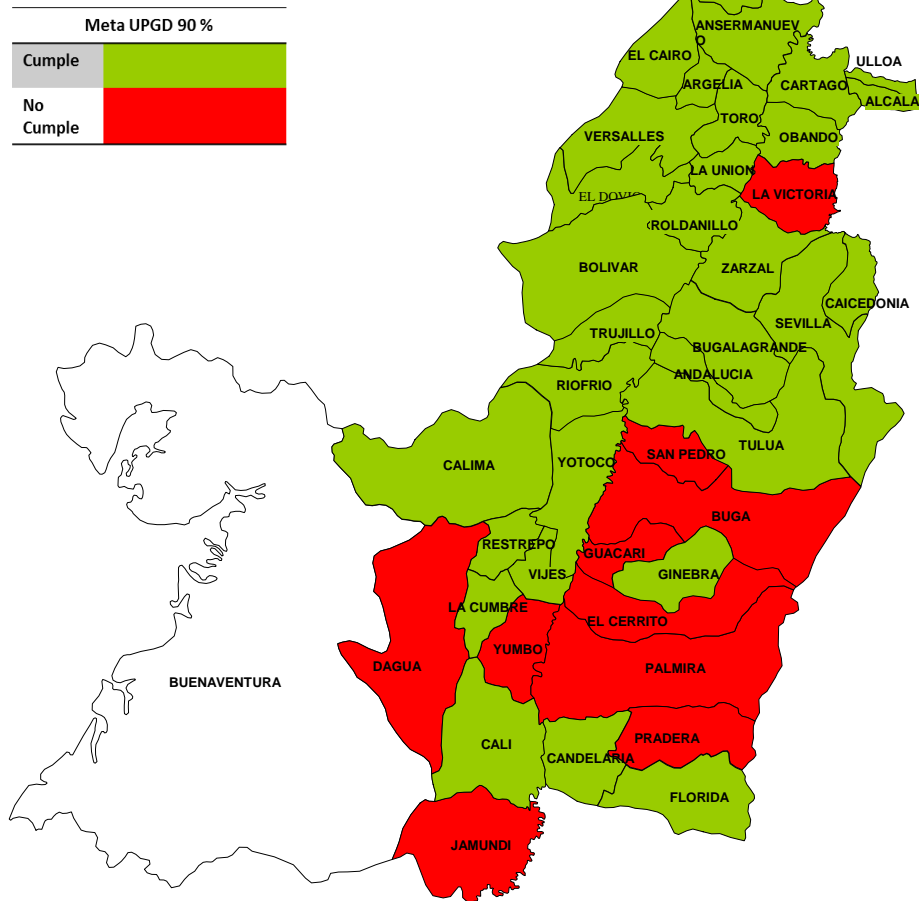 Meta UPGD 90 %
Cumple
No
Cumple
ANSERMANUEV
O
EL CAIRO
ULLOA
ARGELIA
CARTAGO
ALCALA
TORO
VERSALLES
OBANDO
LA UNION
LA VICTORIA
EL DOVIO
ROLDANILLO
BOLIVAR
ZARZAL
CAICEDONIA
SEVILLA
TRUJILLO
BUGALAGRANDE
ANDALUCIA
RIOFRIO
TULUA
SAN PEDRO
CALIMA
YOTOCO
BUGA
RESTREPO
GUACARI
VIJES
GINEBRA
LA CUMBRE
EL CERRITO
YUMBO
DAGUA
PALMIRA
BUENAVENTURA
PRADERA
CALI
CANDELARIA
FLORIDA
JAMUNDI